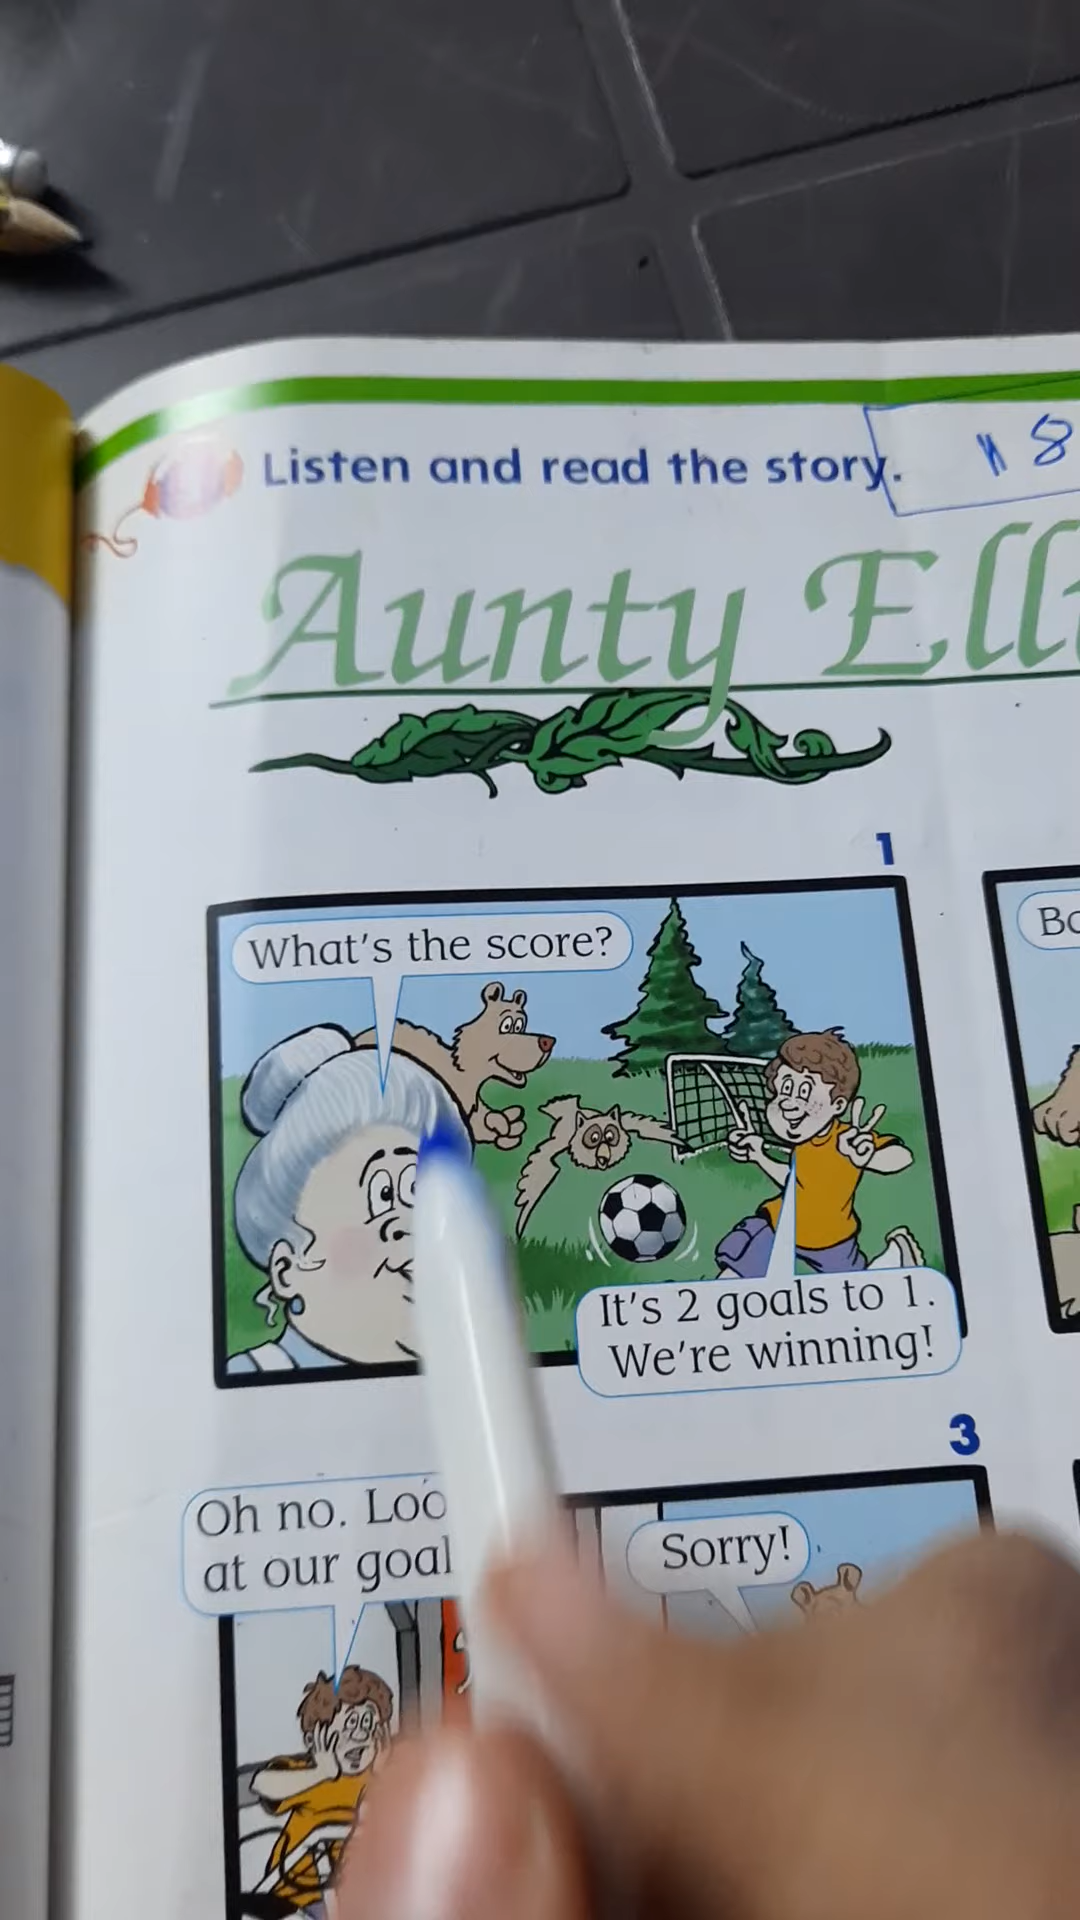 Listen and read the story.
8
Aunty
1
What's the score?
It's 2 goals to 1.
We're winning!
3
Oh no.
at our
Sorry!